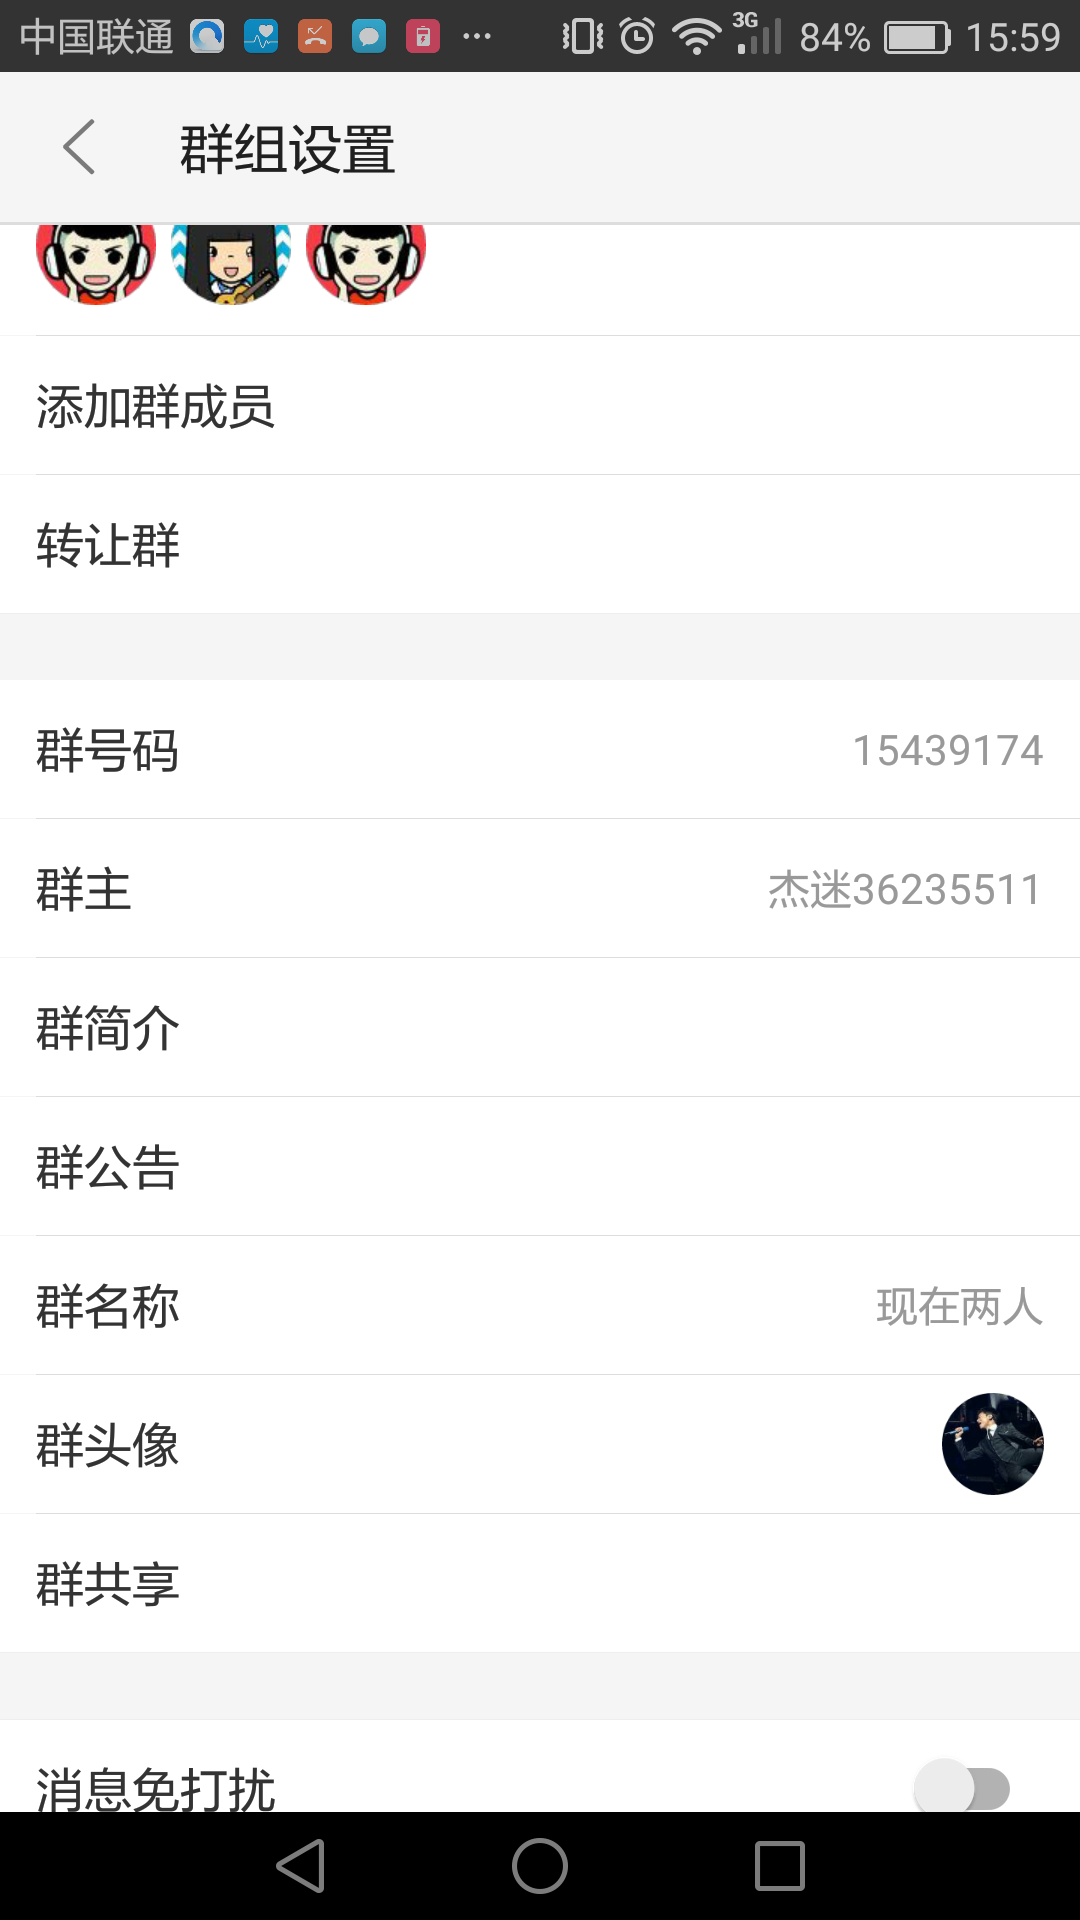 中国联通 3G 84% 15:59
群组设置
添加群成员
转让群
群号码 15439174
群主 杰迷36235511
群简介
群公告
群名称 现在两人
群头像
群共享
消息免打扰